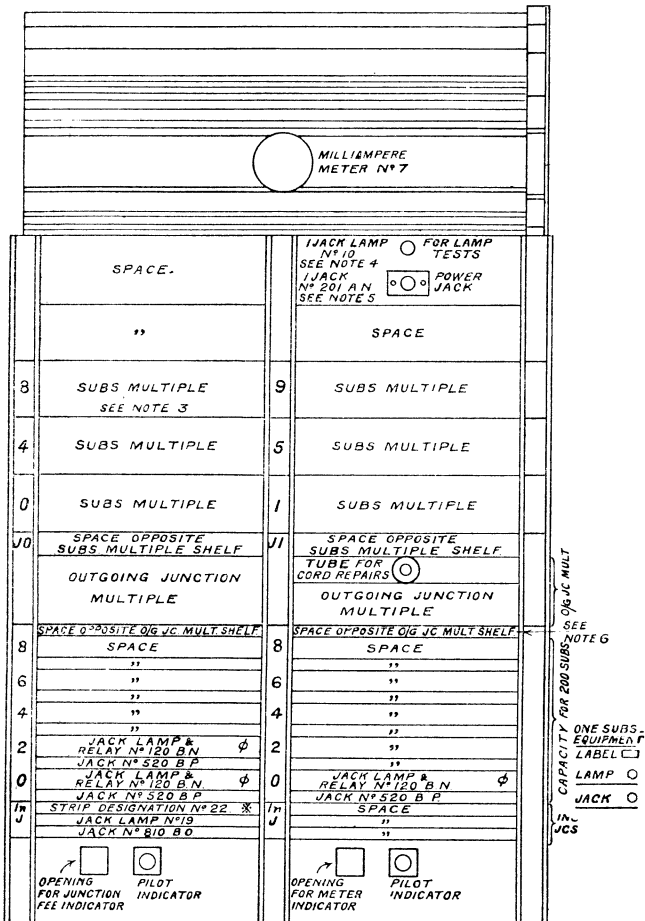 MILLIAMPERE
METER Nº 7
SPACE.
"
8
SUBS MULTIPLE
SEE NOTE 3
4
SUBS MULTIPLE
0
SUBS MULTIPLE
J0
SPACE OPPOSITE
SUBS MULTIPLE SHELF
OUTGOING JUNCTION
MULTIPLE
SPACE OPPOSITE O/G JC. MULT. SHELF
8
SPACE
"
6
"
"
4
"
"
2
JACK LAMP &
RELAY Nº 120 BN
φ
JACK Nº 520 BP
0
JACK LAMP &
RELAY Nº 120 B.N
φ
JACK Nº 520 B P
In
J
STRIP DESIGNATION Nº 22 ※
JACK LAMP Nº 19
JACK Nº 810 BO
OPENING
FOR JUNCTION
FEE INDICATOR
PILOT
INDICATOR
1 JACK LAMP
Nº 10
SEE NOTE 4
FOR LAMP
TESTS
1 JACK
Nº 201 A N
SEE NOTE 5
POWER
JACK
SPACE
9
SUBS MULTIPLE
5
SUBS MULTIPLE
1
SUBS MULTIPLE
J1
SPACE OPPOSITE
SUBS MULTIPLE SHELF
TUBE FOR
CORD REPAIRS
OUTGOING JUNCTION
MULTIPLE
SPACE OPPOSITE O/G JC MULT SHELF
8
SPACE
"
6
"
"
4
"
"
2
"
"
0
JACK LAMP &
RELAY Nº 120 B N
φ
JACK Nº 520 B P
In
J
SPACE
"
"
OPENING
FOR METER
INDICATOR
PILOT
INDICATOR
O/G JC MULT
SEE
NOTE 6
CAPACITY FOR 200 SUBS.
ONE SUBS.
EQUIPMENT
LABEL
LAMP
JACK
INC
JCS